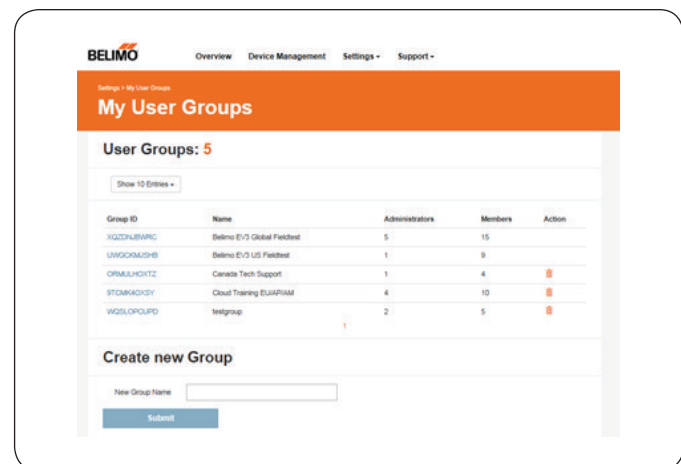 BELIMO Overview Device Management Settings Support
Settings > My User Groups
My User Groups
User Groups: 5
Show 10 Entries
Group ID Name Administrators Members Action
Belimo EV3 Global Fieldtest 5 15
Belimo EV3 US Fieldtest 1 9
ORMULHOXTZ Canada Tech Support 1 4
9TCMK4OXSY Cloud Training EU/AP/AM 4 10
WQSLOPCUPD testgroup 2 5
1
Create new Group
New Group Name
Submit